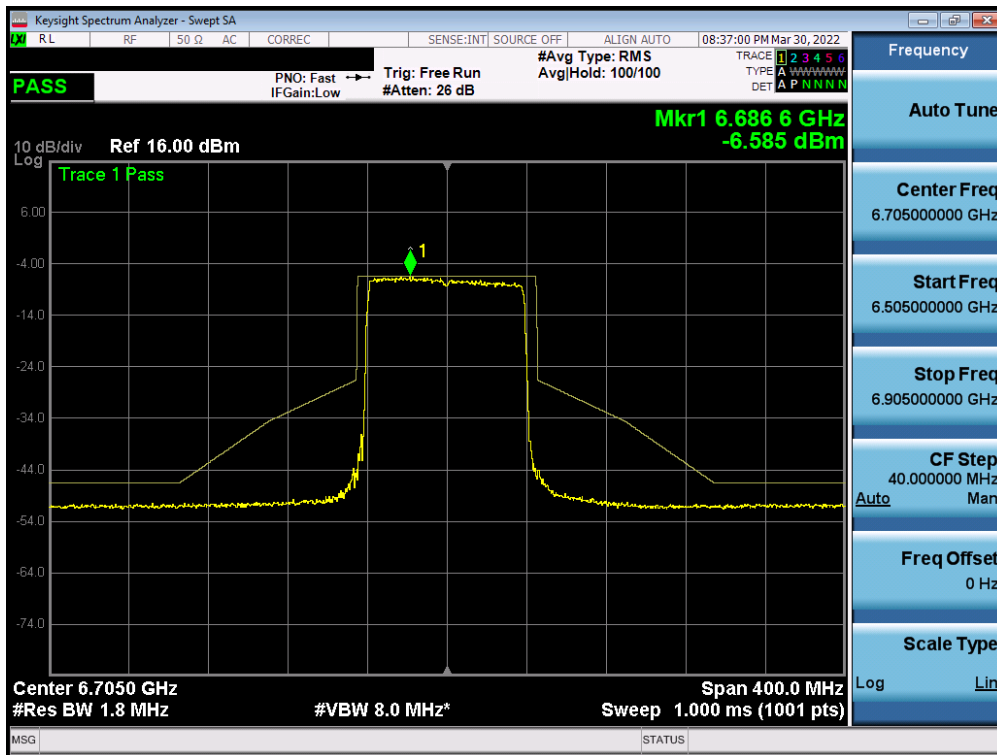 Keysight Spectrum Analyzer - Swept SA
LXI RL RF 50 Ω AC CORREC SENSE:INT SOURCE OFF ALIGN AUTO 08:37:00 PM Mar 30, 2022
PASS
PNO: Fast
IFGain:Low
Trig: Free Run
#Atten: 26 dB
#Avg Type: RMS
Avg|Hold: 100/100
TRACE 1 2 3 4 5 6
TYPE A WWWWW
DET A P N N N N
Mkr1 6.686 6 GHz
-6.585 dBm
10 dB/div Ref 16.00 dBm
Log
Trace 1 Pass
1
6.00
-4.00
-14.0
-24.0
-34.0
-44.0
-54.0
-64.0
-74.0
Center 6.7050 GHz Span 400.0 MHz
#Res BW 1.8 MHz #VBW 8.0 MHz* Sweep 1.000 ms (1001 pts)
MSG STATUS
Frequency
Auto Tune
Center Freq
6.705000000 GHz
Start Freq
6.505000000 GHz
Stop Freq
6.905000000 GHz
CF Step
40.000000 MHz
Auto Man
Freq Offset
0 Hz
Scale Type
Log Lin